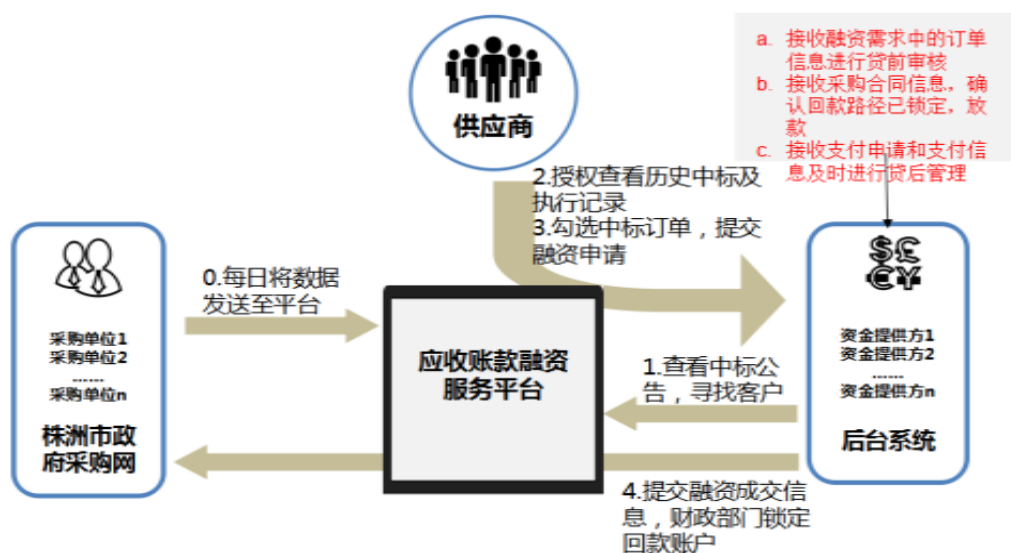 供应商
a. 接收融资需求中的订单
信息进行贷前审核
b. 接收采购合同信息，确
认回款路径已锁定，放
款
c. 接收支付申请和支付信
息及时进行贷后管理
2.授权查看历史中标及
执行记录
3.勾选中标订单，提交
融资申请
0.每日将数据
发送至平台
采购单位1
采购单位2
......
采购单位n
株洲市政
府采购网
应收账款融资
服务平台
1.查看中标公
告，寻找客户
$£
€¥
资金提供方1
资金提供方2
......
资金提供方n
后台系统
4.提交融资成交信
息，财政部门锁定
回款账户